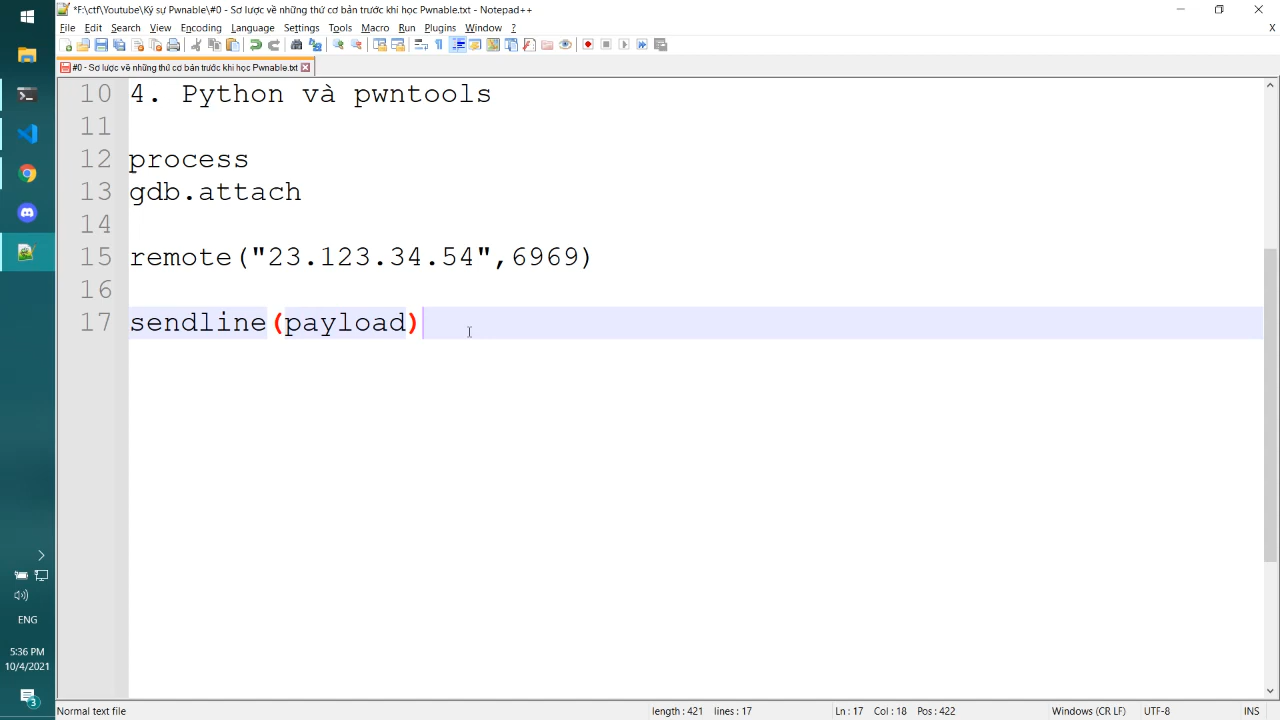 *F:\ctf\Youtube\Ký sự Pwnable\#0 - Sơ lược về những thứ cơ bản trước khi học Pwnable.txt - Notepad++
File Edit Search View Encoding Language Settings Tools Macro Run Plugins Window ? X
#0 - Sơ lược về những thứ cơ bản trước khi học Pwnable.txt
10 4. Python và pwntools
11
12 process
13 gdb.attach
14
15 remote("23.123.34.54",6969)
16
17 sendline(payload)
ENG
5:36 PM
10/4/2021
3
Normal text file length : 421 lines : 17 Ln : 17 Col : 18 Pos : 422 Windows (CR LF) UTF-8 INS